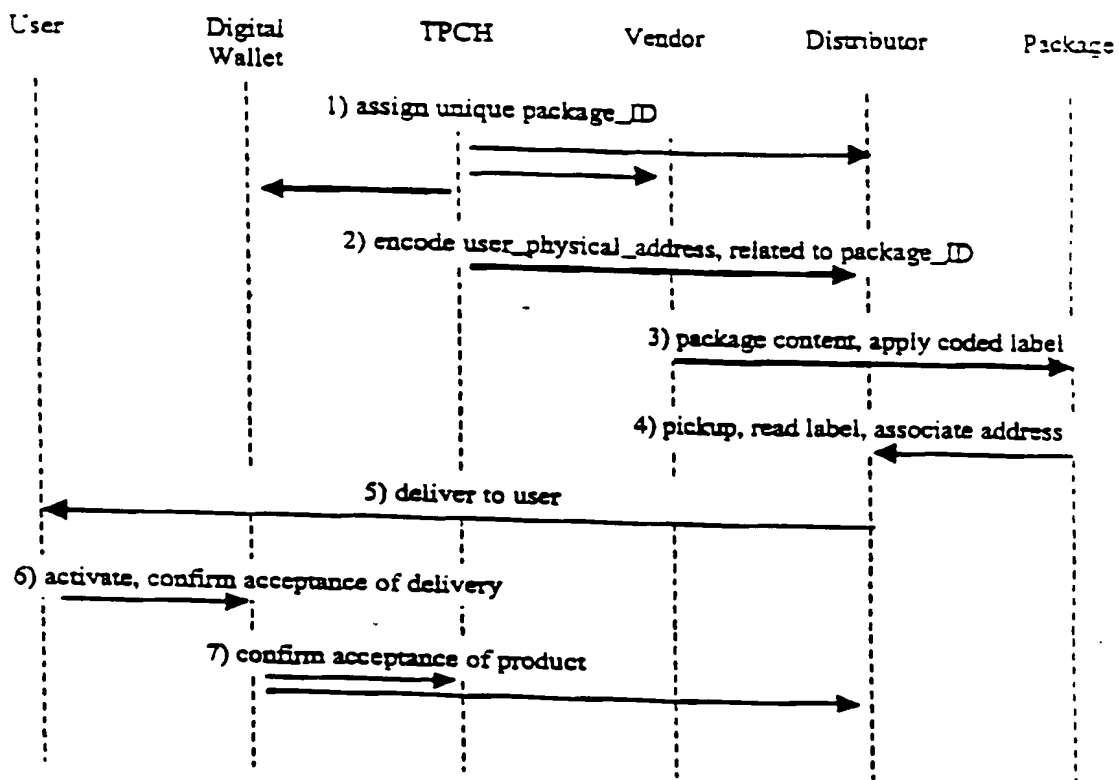 User
Digital
Wallet
TPCH
Vendor
Distributor
Package
1) assign unique package_ID
2) encode user_physical_address, related to package_ID
3) package content, apply coded label
4) pickup, read label, associate address
5) deliver to user
6) activate, confirm acceptance of delivery
7) confirm acceptance of product